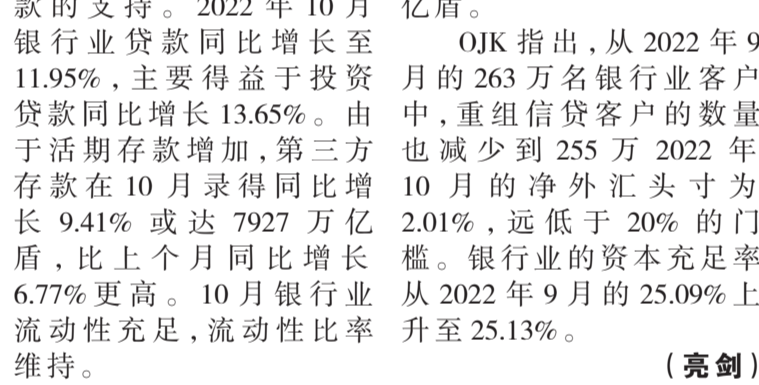 款的支持。2022 年 10 月
银行业贷款同比增长至
11.95%，主要得益于投资
贷款同比增长 13.65%。由
于活期存款增加，第三方
存款在 10 月录得同比增
长 9.41% 或达 7927 万亿
盾，比上个月同比增长
6.77%更高。10 月银行业
流动性充足，流动性比率
维持。
亿盾。
OJK 指出，从 2022 年 9
月的 263 万名银行业客户
中，重组信贷客户的数量
也减少到 255 万 2022 年
10 月的净外汇头寸为
2.01%，远低于 20% 的门
槛。银行业的资本充足率
从 2022 年 9 月的 25.09%上
升至 25.13%。
（亮剑）